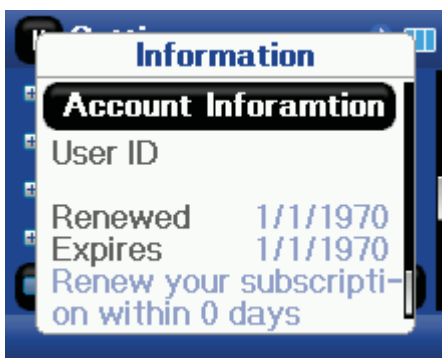 Information
Account Inforamtion
User ID
Renewed 1/1/1970
Expires 1/1/1970
Renew your subscripti-
on within 0 days